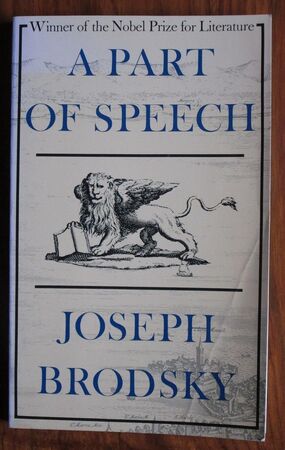 Winner of the Nobel Prize for Literature
A PART
OF SPEECH
JOSEPH
BRODSKY